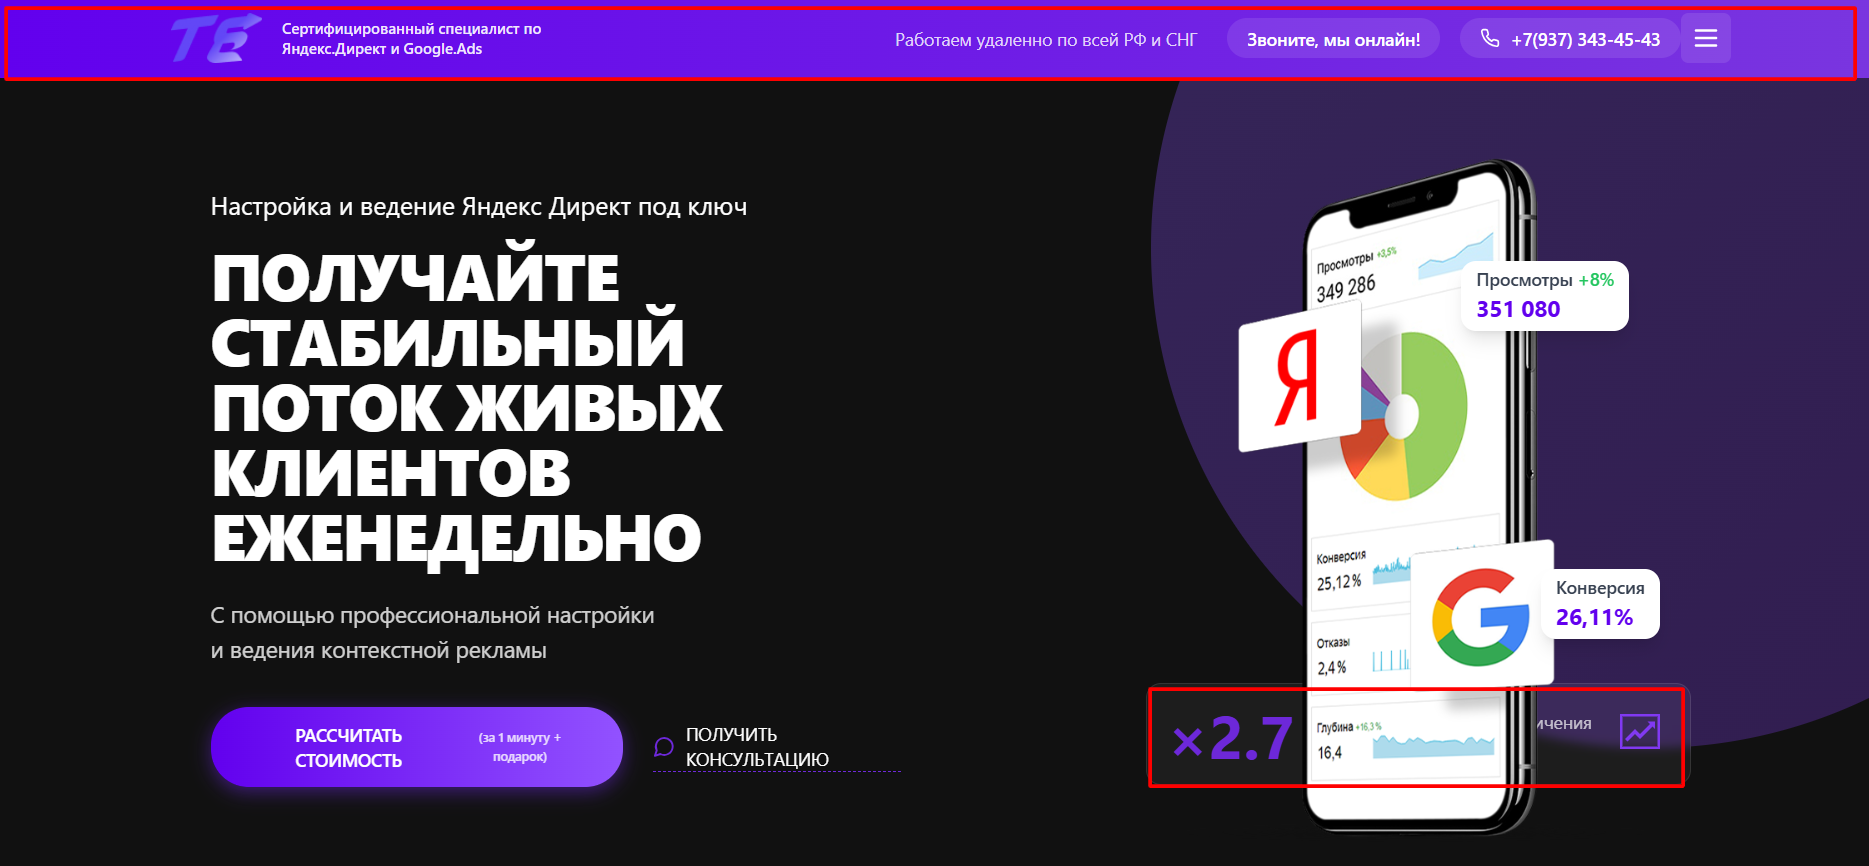 ТЕ
Сертифицированный специалист по
Яндекс.Директ и Google.Ads
Работаем удаленно по всей РФ и СНГ
Звоните, мы онлайн!
+7(937) 343-45-43
Настройка и ведение Яндекс Директ под ключ
ПОЛУЧАЙТЕ
СТАБИЛЬНЫЙ
ПОТОК ЖИВЫХ
КЛИЕНТОВ
ЕЖЕНЕДЕЛЬНО
С помощью профессиональной настройки
и ведения контекстной рекламы
РАССЧИТАТЬ
СТОИМОСТЬ
(за 1 минуту +
подарок)
ПОЛУЧИТЬ
КОНСУЛЬТАЦИЮ
Просмотры +3,5%
349 286
Просмотры +8%
351 080
Я
Конверсия
25,12%
G
Конверсия
26,11%
Отказы
2,4%
×2.7
Глубина +16,3%
16,4
ичения